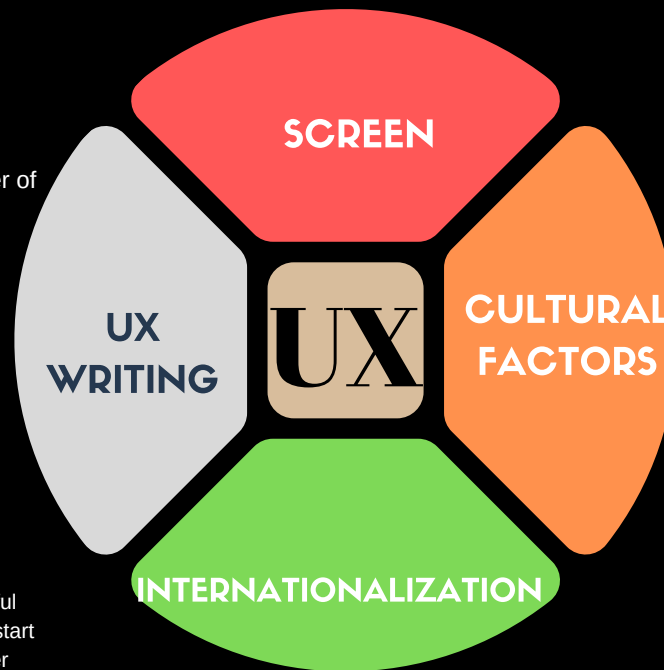 SCREEN
er of
CULTURAL
FACTORS
UX
UX
WRITING
INTERNATIONALIZATION
ul
start
er